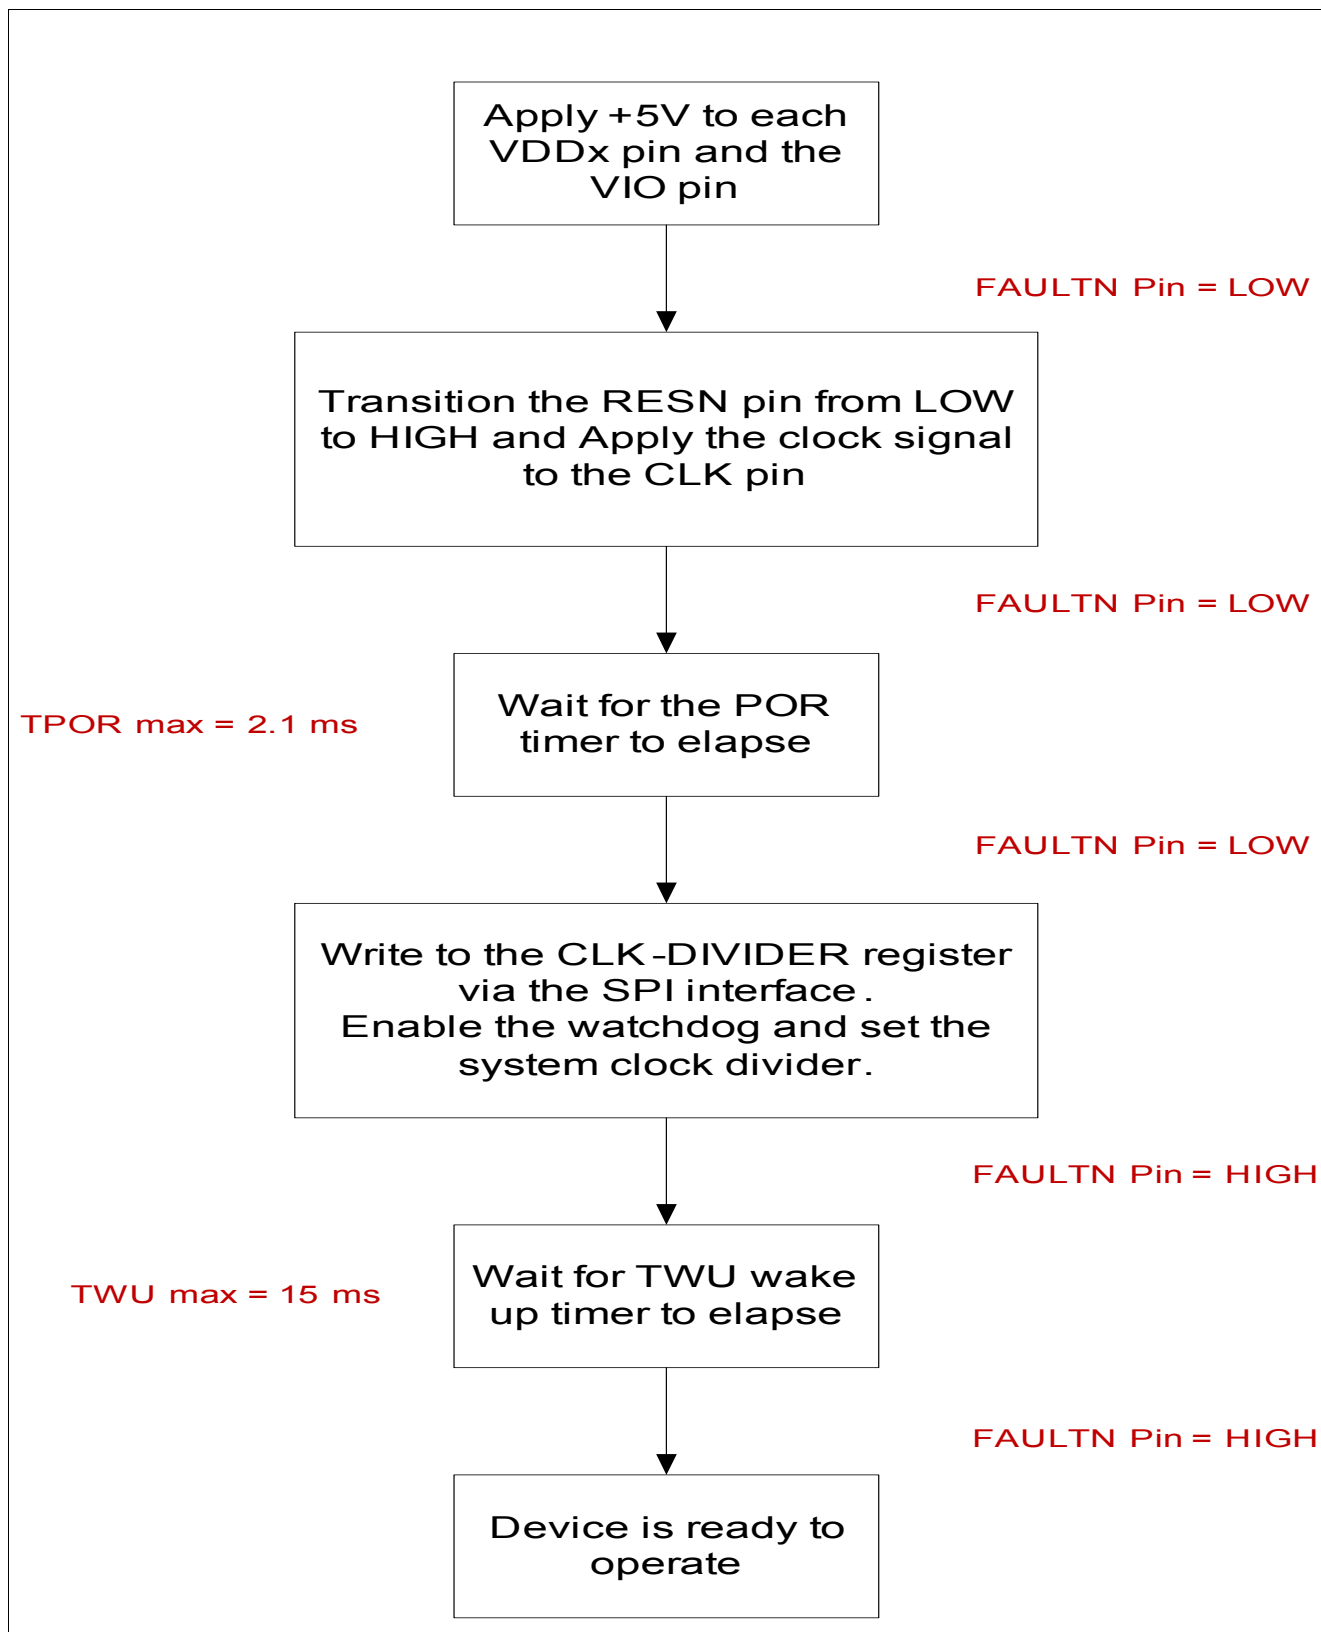 Apply +5V to each
VDDx pin and the
VIO pin
FAULTN Pin = LOW
Transition the RESN pin from LOW
to HIGH and Apply the clock signal
to the CLK pin
FAULTN Pin = LOW
TPOR max = 2.1 ms
Wait for the POR
timer to elapse
FAULTN Pin = LOW
Write to the CLK-DIVIDER register
via the SPI interface.
Enable the watchdog and set the
system clock divider.
FAULTN Pin = HIGH
TWU max = 15 ms
Wait for TWU wake
up timer to elapse
FAULTN Pin = HIGH
Device is ready to
operate